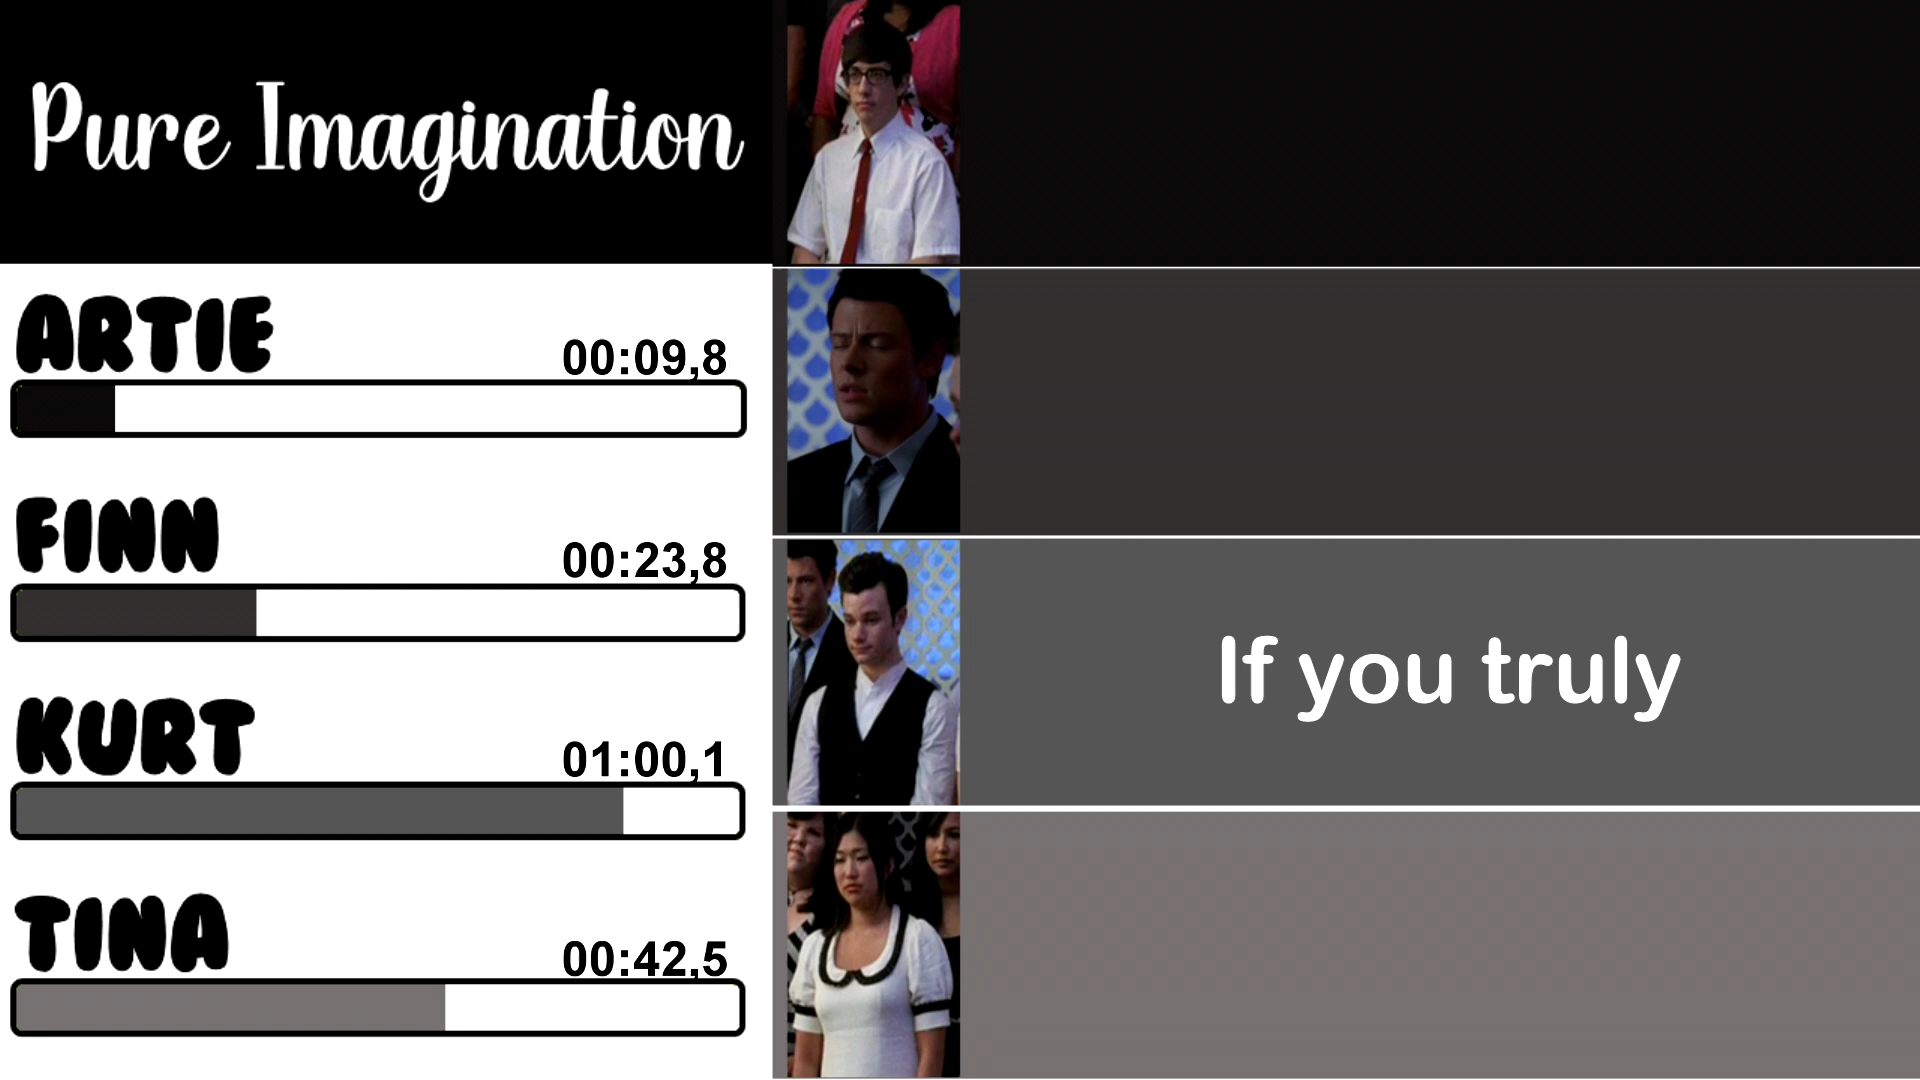 Pure Imagination
ARTIE
00:09,8
FINN
00:23,8
KURT
01:00,1
If you truly
TINA
00:42,5